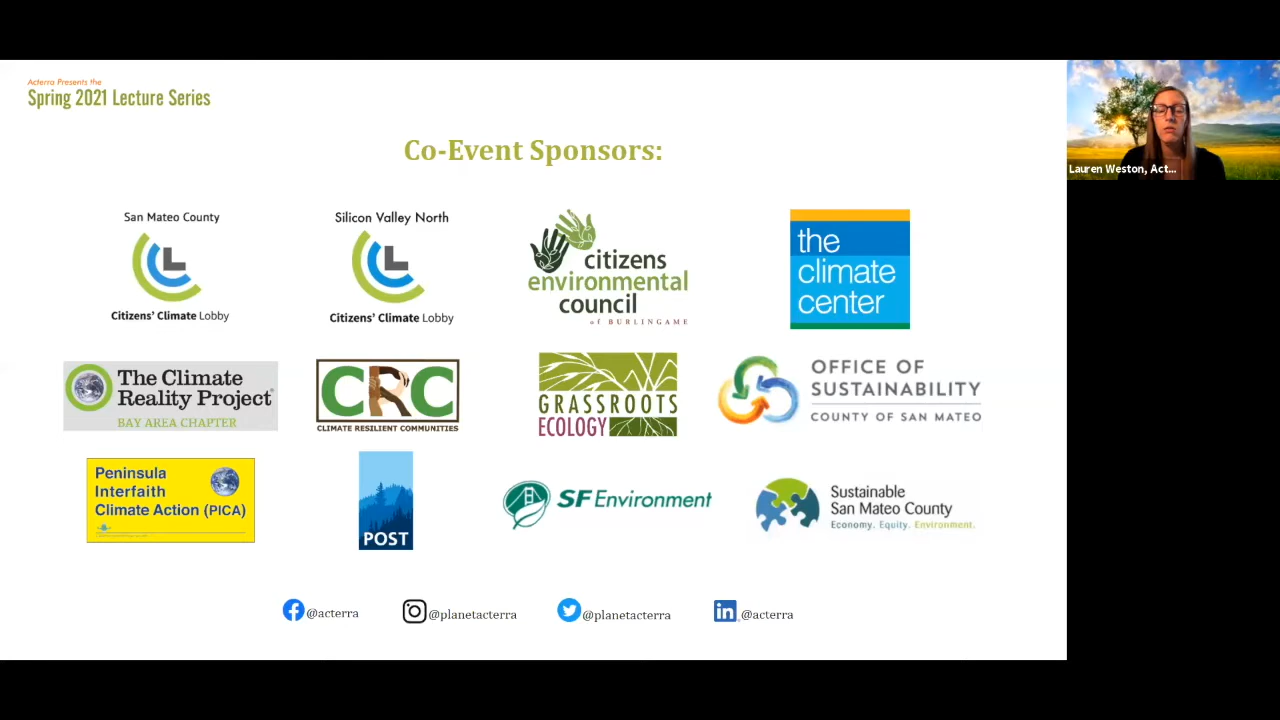 Acterra Presents the
Spring 2021 Lecture Series
Lauren Weston, Act...
Co-Event Sponsors:
San Mateo County
Citizens' Climate Lobby
Silicon Valley North
Citizens' Climate Lobby
citizens
environmental
council
of BURLINGAME
the
climate
center
The Climate
Reality Project
BAY AREA CHAPTER
CRC
CLIMATE RESILIENT COMMUNITIES
GRASSROOTS
ECOLOGY
OFFICE OF
SUSTAINABILITY
COUNTY OF SAN MATEO
Peninsula
Interfaith
Climate Action (PICA)
POST
SF Environment
Sustainable
San Mateo County
Economy. Equity. Environment.
@acterra
@planetacterra
@planetacterra
in @acterra